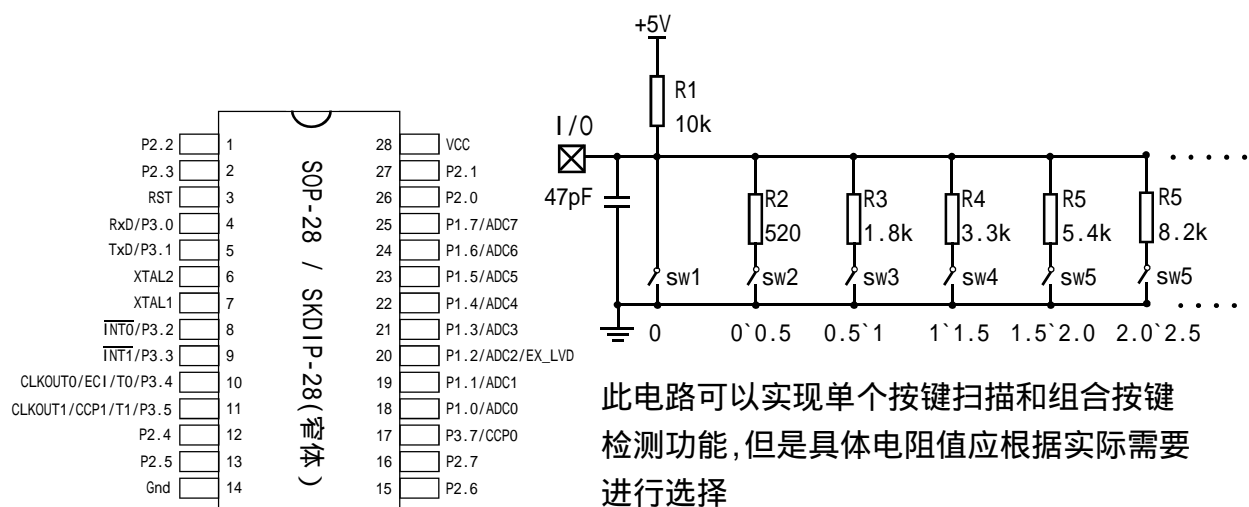 P2.2 1
P2.3 2
RST 3
RxD/P3.0 4
TxD/P3.1 5
XTAL2 6
XTAL1 7
INT0/P3.2 8
INT1/P3.3 9
CLKOUT0/ECI/T0/P3.4 10
CLKOUT1/CCP1/T1/P3.5 11
P2.4 12
P2.5 13
Gnd 14
SOP-28 / SKDIP-28(窄体)
28 VCC
27 P2.1
26 P2.0
25 P1.7/ADC7
24 P1.6/ADC6
23 P1.5/ADC5
22 P1.4/ADC4
21 P1.3/ADC3
20 P1.2/ADC2/EX_LVD
19 P1.1/ADC1
18 P1.0/ADC0
17 P3.7/CCP0
16 P2.7
15 P2.6
+5V
R1
10k
I/O
47pF
R2
520
R3
1.8k
R4
3.3k
R5
5.4k
R5
8.2k
sw1 sw2 sw3 sw4 sw5 sw5
0 0`0.5 0.5`1 1`1.5 1.5`2.0 2.0`2.5
此电路可以实现单个按键扫描和组合按键
检测功能,但是具体电阻值应根据实际需要
进行选择